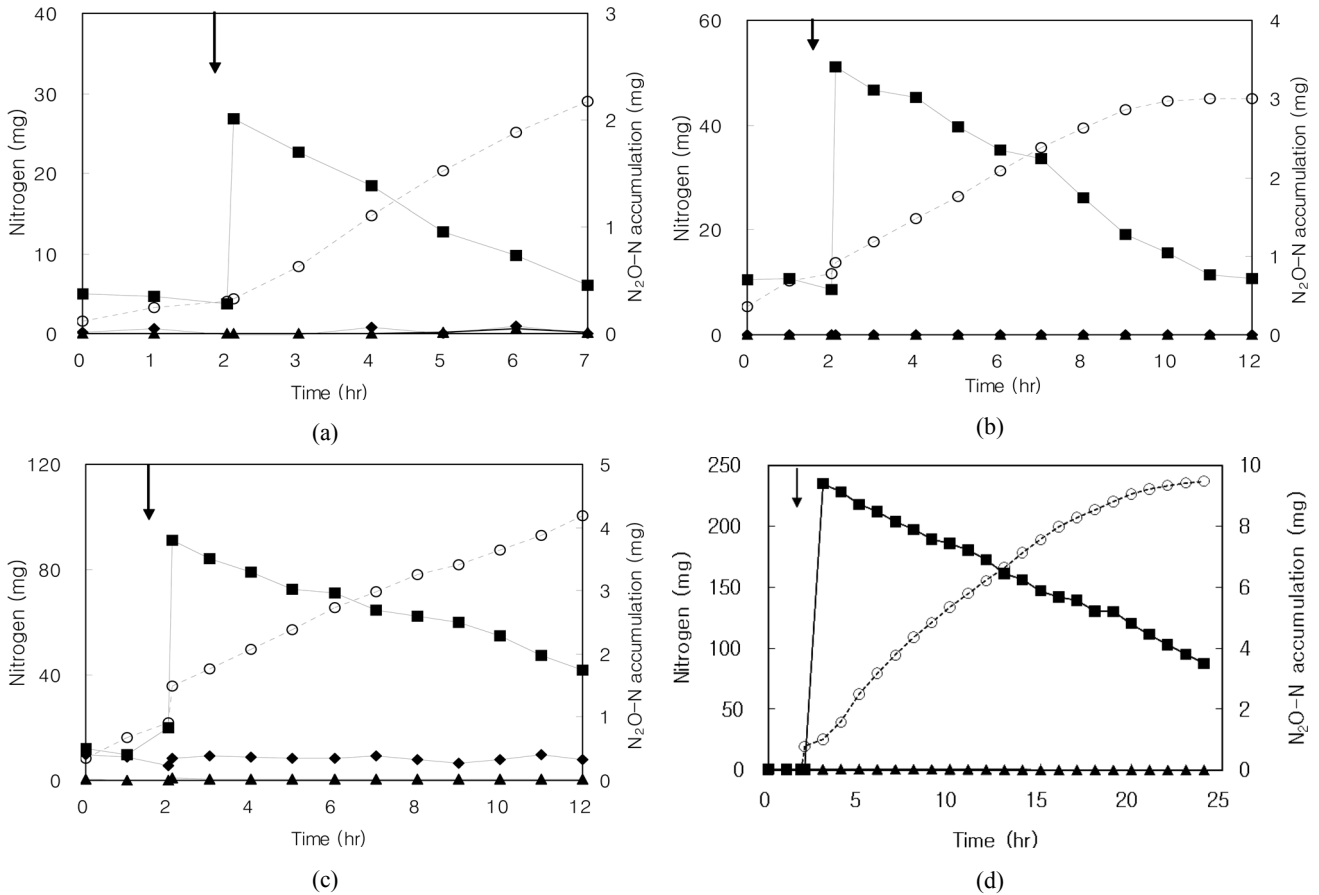 40
30
20
10
0
3
2
1
0
Nitrogen (mg)
N₂O-N accumulation (mg)
0 1 2 3 4 5 6 7
Time (hr)
(a)
60
40
20
0
4
3
2
1
0
Nitrogen (mg)
N₂O-N accumulation (mg)
0 2 4 6 8 10 12
Time (hr)
(b)
120
80
40
0
5
4
3
2
1
0
Nitrogen (mg)
N₂O-N accumulation (mg)
0 2 4 6 8 10 12
Time (hr)
(c)
250
200
150
100
50
0
10
8
6
4
2
0
Nitrogen (mg)
N₂O-N accumulation (mg)
0 5 10 15 20 25
Time (hr)
(d)